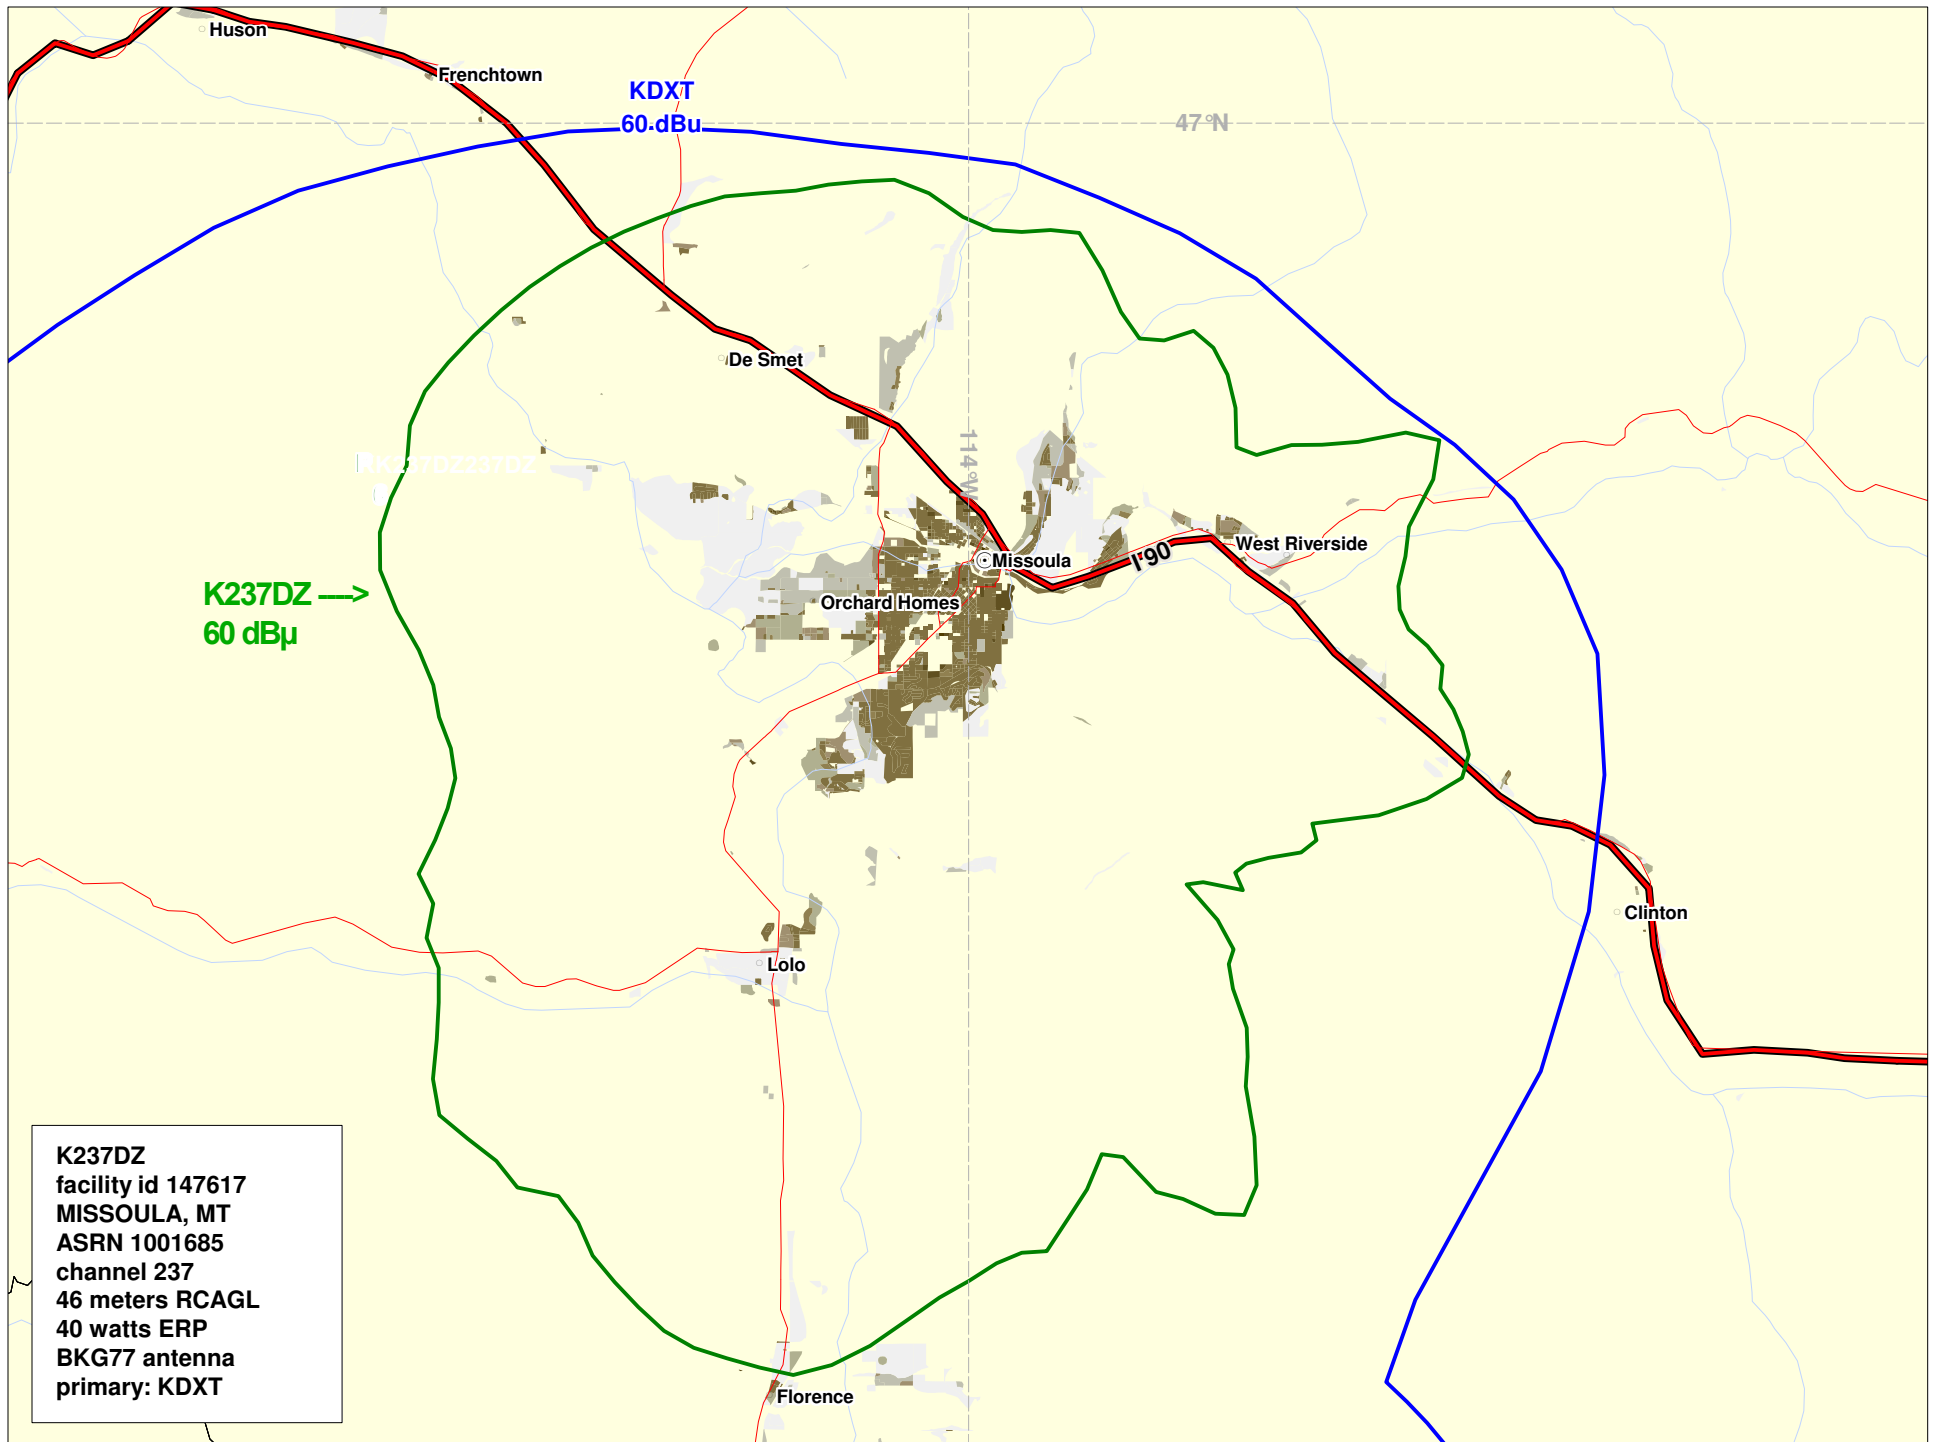 Huson
Frenchtown
KDXT
60 dBu
47°N
De Smet
114°W
K237DZ237DZ
Missoula
I 90
West Riverside
K237DZ ---->
60 dBµ
Orchard Homes
Clinton
Lolo
Florence
K237DZ
facility id 147617
MISSOULA, MT
ASRN 1001685
channel 237
46 meters RCAGL
40 watts ERP
BKG77 antenna
primary: KDXT